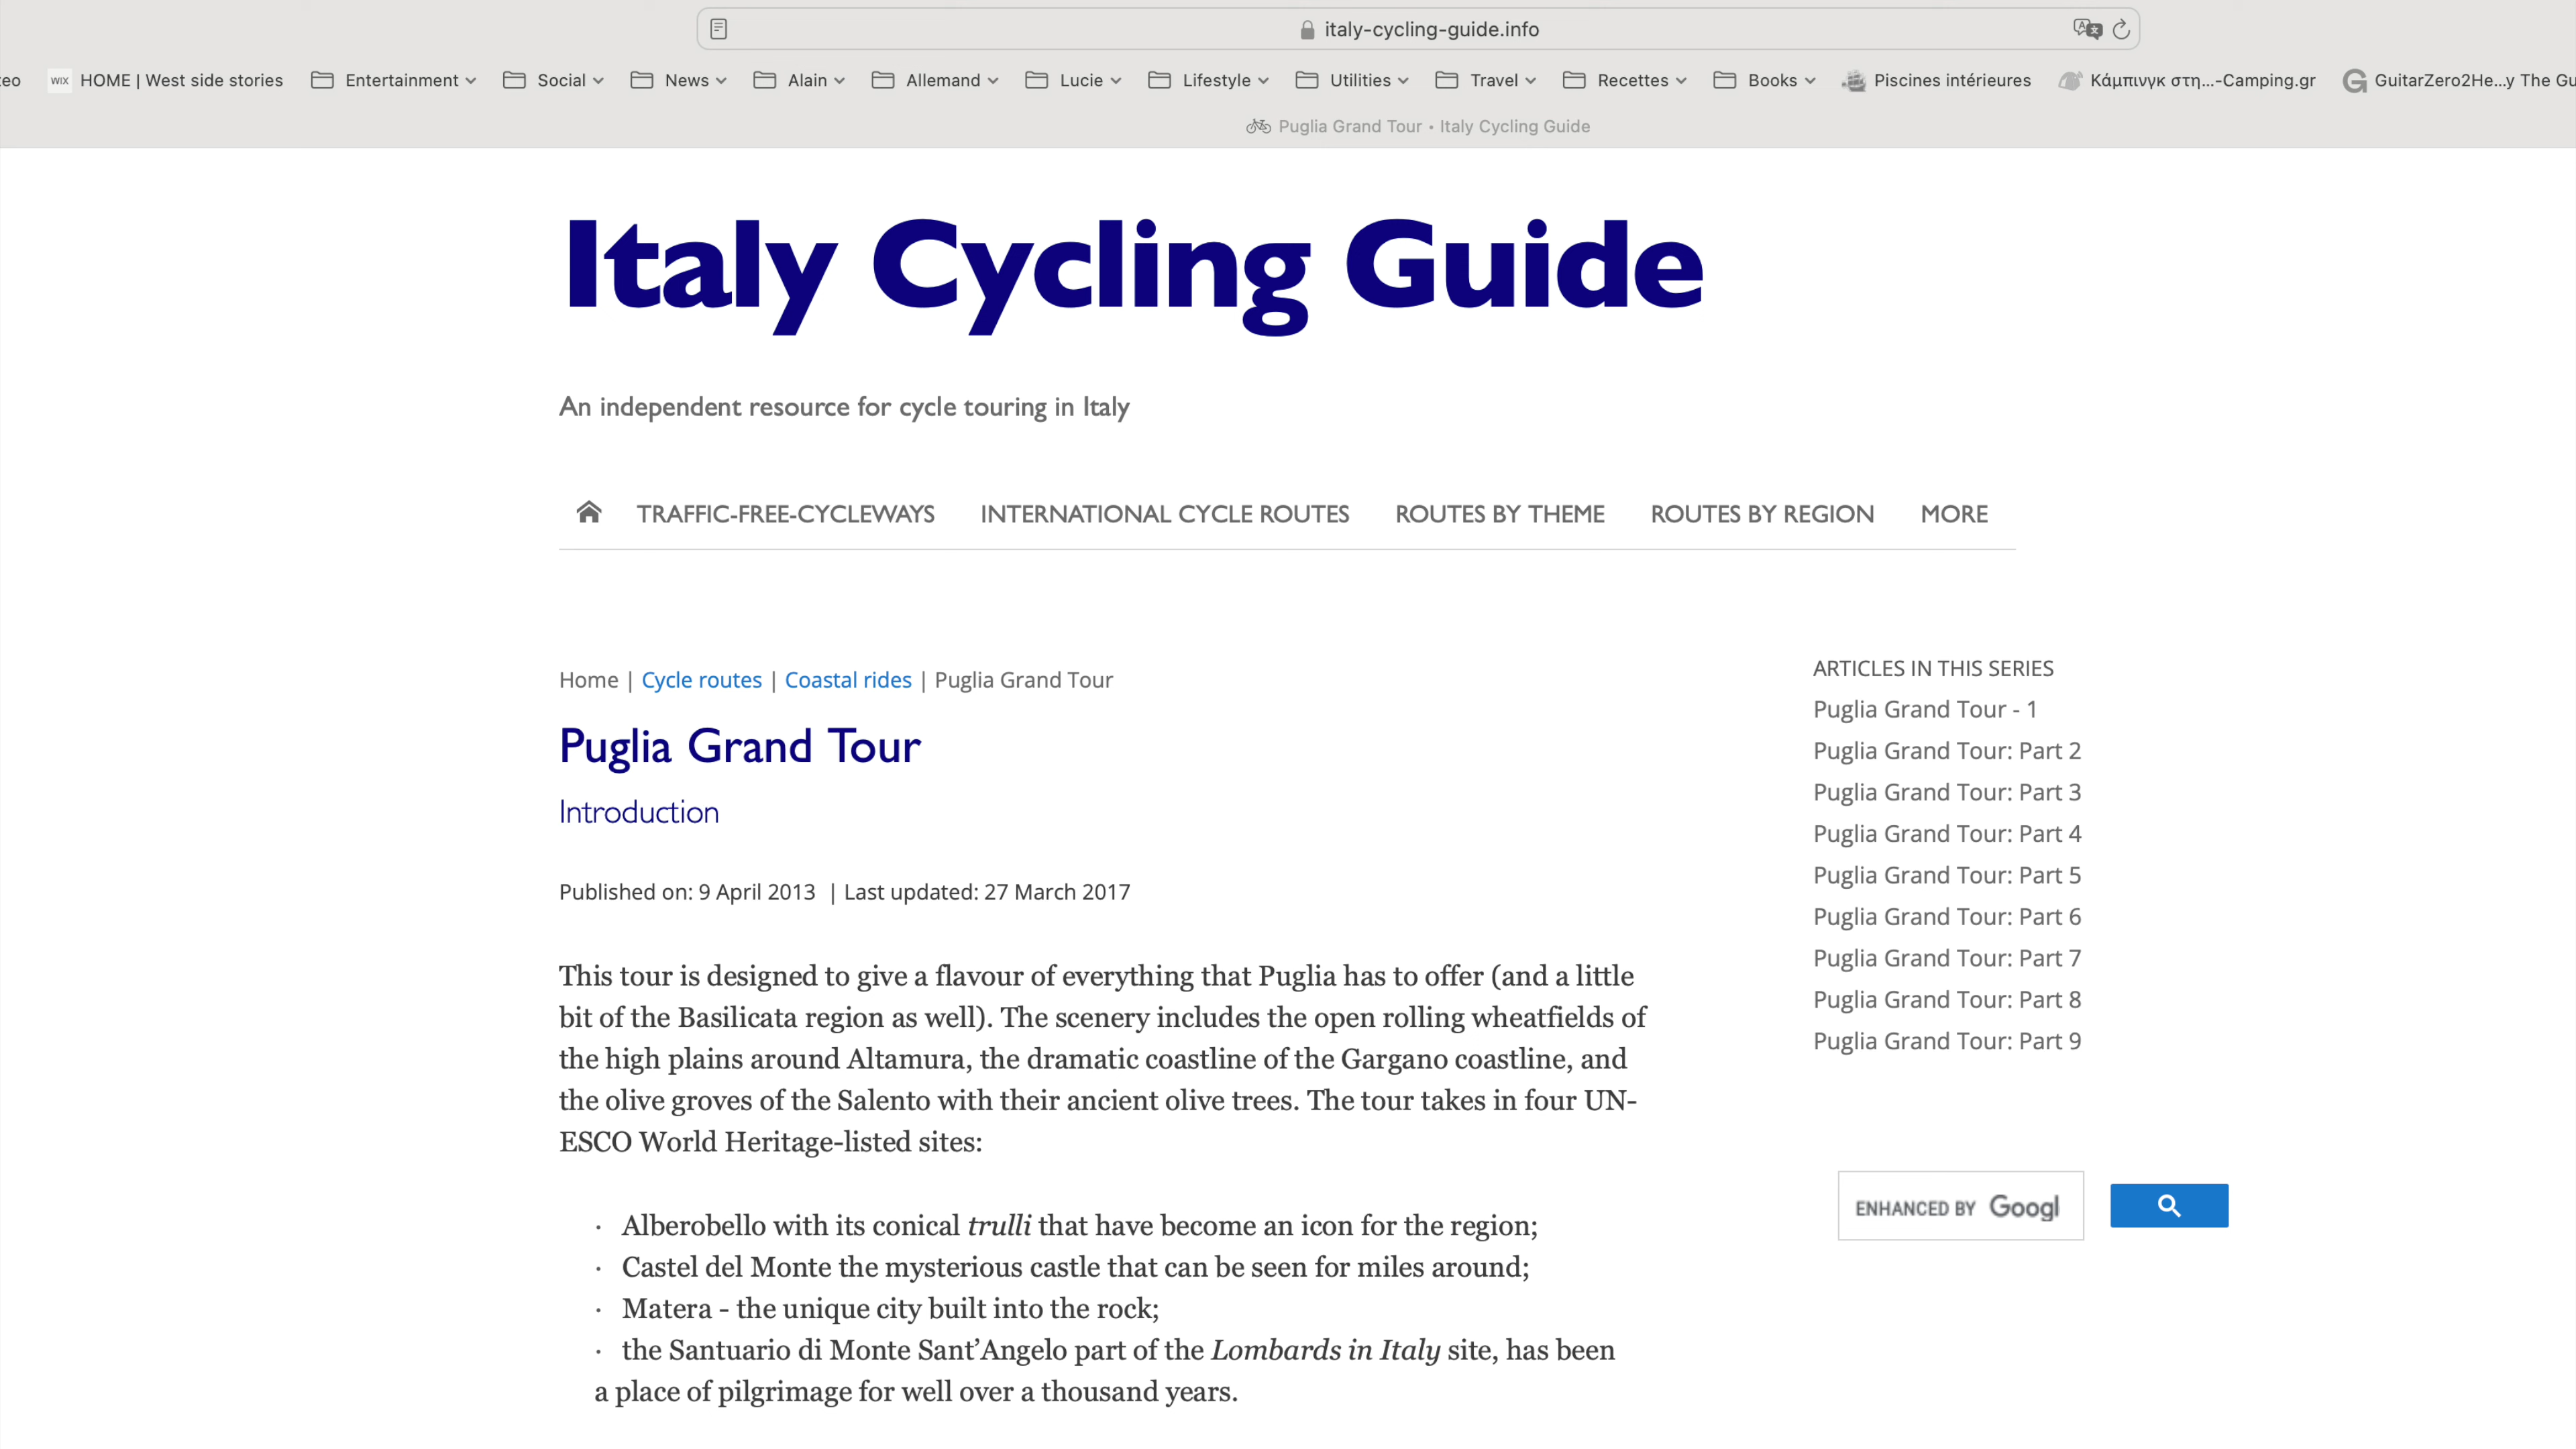 italy-cycling-guide.info
HOME | West side stories Entertainment Social News Alain Allemand Lucie Lifestyle Utilities Travel Recettes Books Piscines intérieures Κάμπινγκ στη...-Camping.gr GuitarZero2He...y The Gu
Puglia Grand Tour • Italy Cycling Guide
Italy Cycling Guide
An independent resource for cycle touring in Italy
TRAFFIC-FREE-CYCLEWAYS INTERNATIONAL CYCLE ROUTES ROUTES BY THEME ROUTES BY REGION MORE
Home | Cycle routes | Coastal rides | Puglia Grand Tour
Puglia Grand Tour
Introduction
Published on: 9 April 2013 | Last updated: 27 March 2017
This tour is designed to give a flavour of everything that Puglia has to offer (and a little
bit of the Basilicata region as well). The scenery includes the open rolling wheatfields of
the high plains around Altamura, the dramatic coastline of the Gargano coastline, and
the olive groves of the Salento with their ancient olive trees. The tour takes in four UN-
ESCO World Heritage-listed sites:
· Alberobello with its conical trulli that have become an icon for the region;
· Castel del Monte the mysterious castle that can be seen for miles around;
· Matera - the unique city built into the rock;
· the Santuario di Monte Sant’Angelo part of the Lombards in Italy site, has been
a place of pilgrimage for well over a thousand years.
ARTICLES IN THIS SERIES
Puglia Grand Tour - 1
Puglia Grand Tour: Part 2
Puglia Grand Tour: Part 3
Puglia Grand Tour: Part 4
Puglia Grand Tour: Part 5
Puglia Grand Tour: Part 6
Puglia Grand Tour: Part 7
Puglia Grand Tour: Part 8
Puglia Grand Tour: Part 9
ENHANCED BY Googl